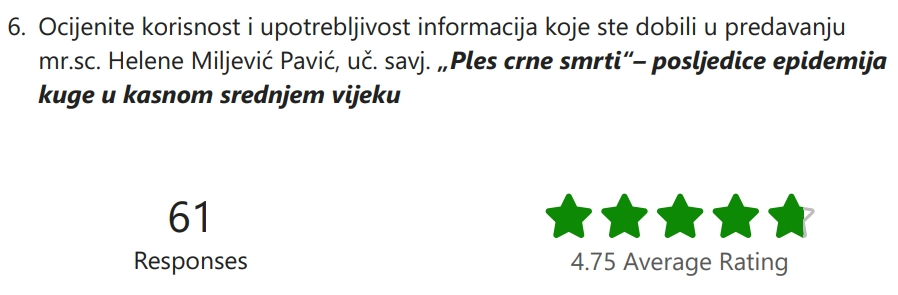 6. Ocijenite korisnost i upotrebljivost informacija koje ste dobili u predavanju
mr.sc. Helene Miljević Pavić, uč. savj. „Ples crne smrti“– posljedice epidemija
kuge u kasnom srednjem vijeku
61
Responses
4.75 Average Rating